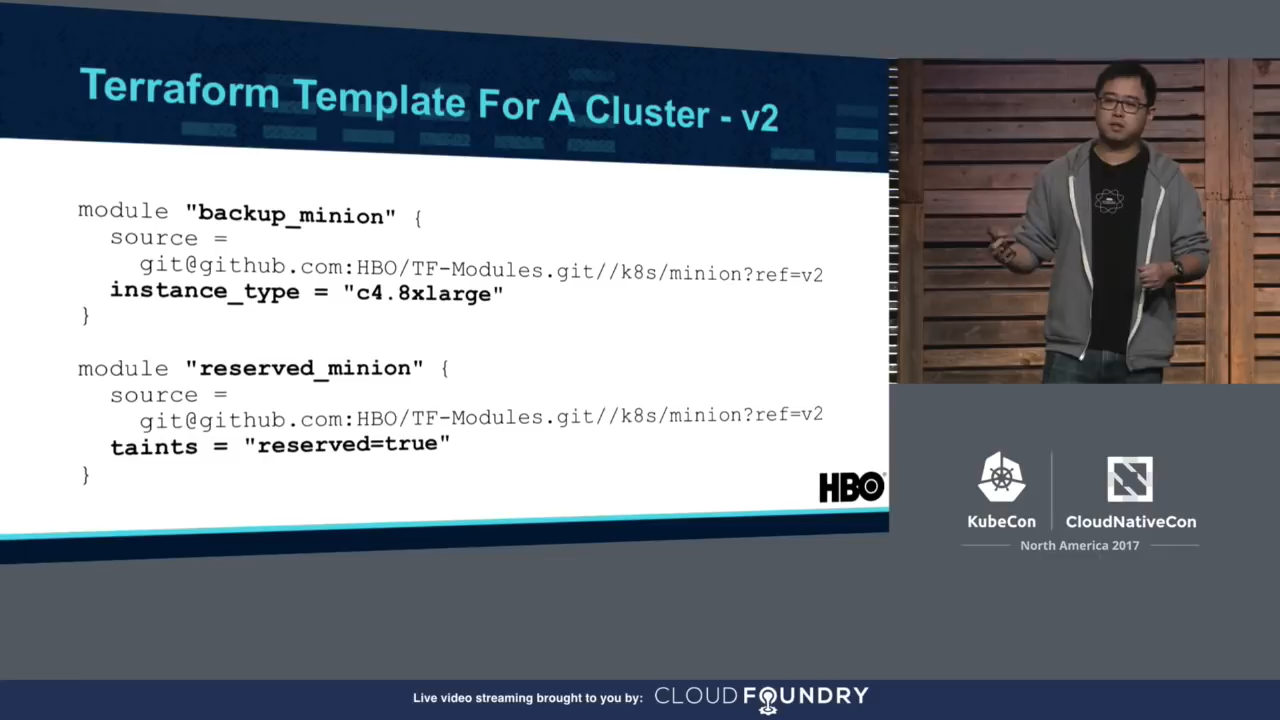 Terraform Template For A Cluster - v2
module "backup_minion" {
source =
git@github.com:HBO/TF-Modules.git//k8s/minion?ref=v2
instance_type = "c4.8xlarge"
}
module "reserved_minion" {
source =
git@github.com:HBO/TF-Modules.git//k8s/minion?ref=v2
taints = "reserved=true"
}
HBO
KubeCon
CloudNativeCon
North America 2017
Live video streaming brought to you by: CLOUD FOUNDRY